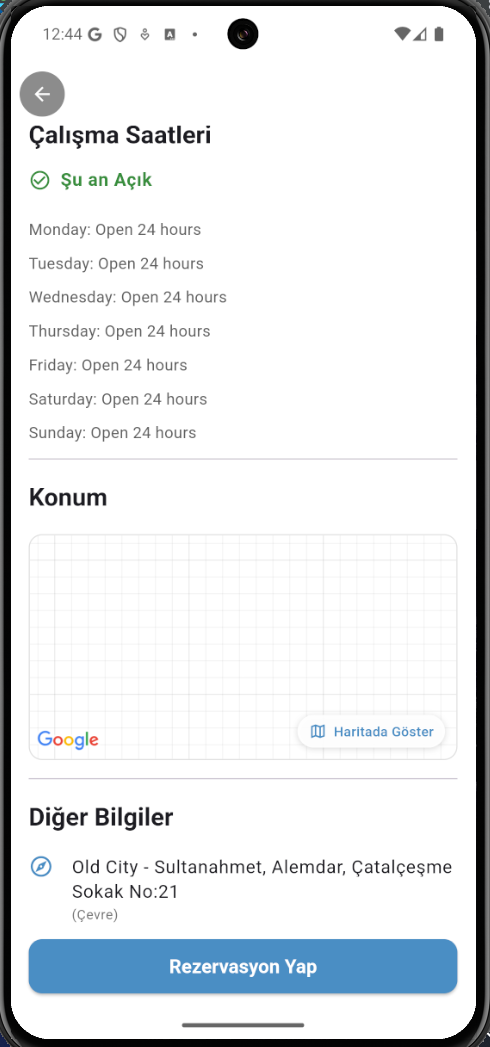 12:44
Çalışma Saatleri
Şu an Açık
Monday: Open 24 hours
Tuesday: Open 24 hours
Wednesday: Open 24 hours
Thursday: Open 24 hours
Friday: Open 24 hours
Saturday: Open 24 hours
Sunday: Open 24 hours
Konum
Google
Haritada Göster
Diğer Bilgiler
Old City - Sultanahmet, Alemdar, Çatalçeşme
Sokak No:21
(Çevre)
Rezervasyon Yap